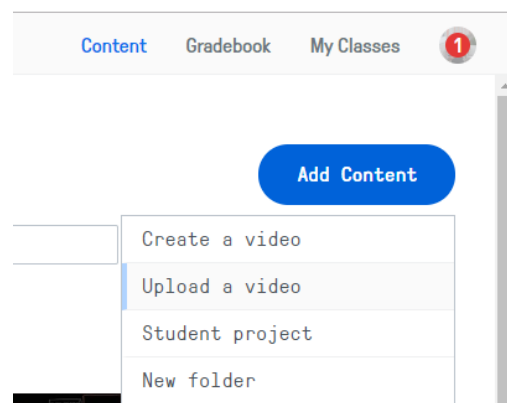 Content Gradebook My Classes 1
Add Content
Create a video
Upload a video
Student project
New folder